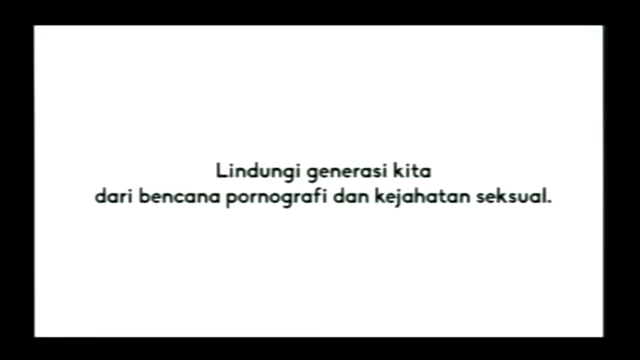 Lindungi generasi kita
dari bencana pornografi dan kejahatan seksual.